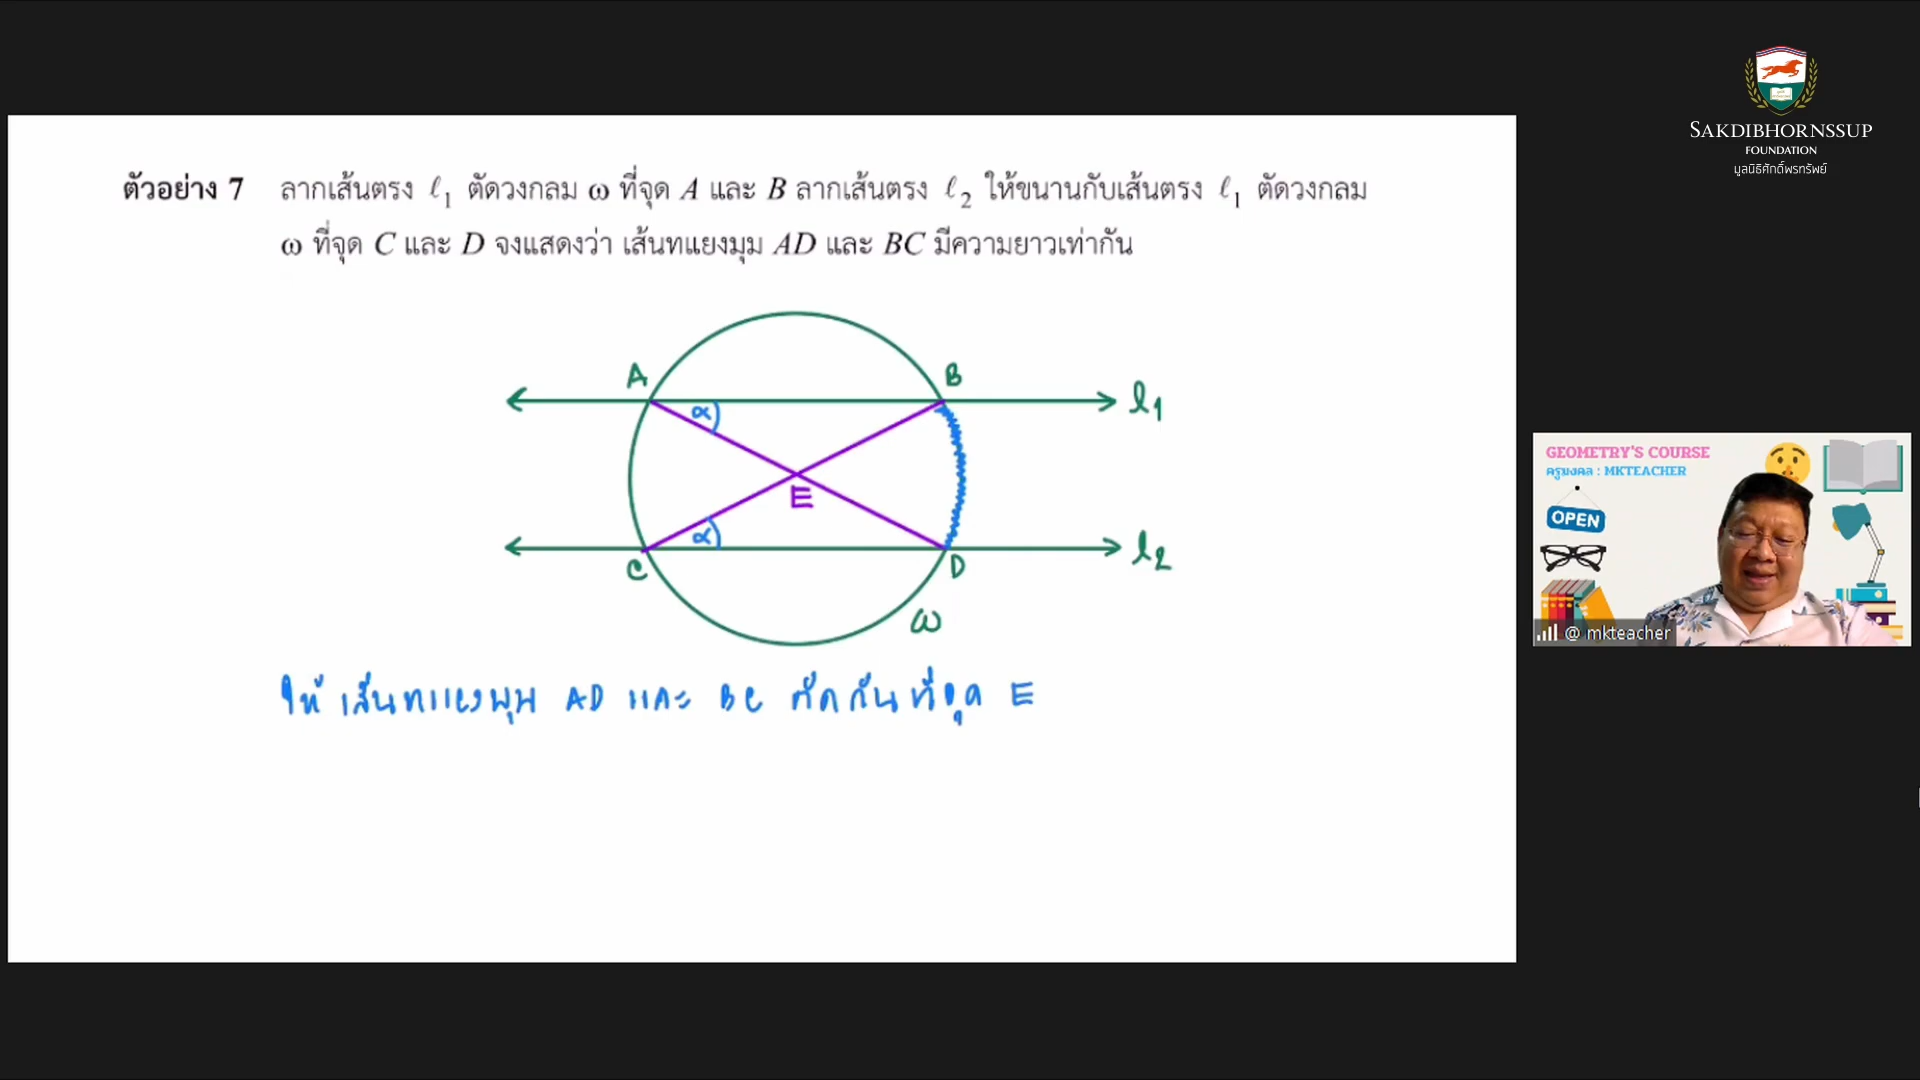 SAKDIBHORNSSUP
FOUNDATION
มูลนิธิศักดิ์พรทรัพย์
ตัวอย่าง 7 ลากเส้นตรง ℓ₁ ตัดวงกลม ω ที่จุด A และ B ลากเส้นตรง ℓ₂ ให้ขนานกับเส้นตรง ℓ₁ ตัดวงกลม
ω ที่จุด C และ D จงแสดงว่า เส้นทแยงมุม AD และ BC มีความยาวเท่ากัน
A B ℓ₁
α
E
α
C D ℓ₂
ω
ให้ เส้นทแยงมุม AD และ BC ตัดกันที่จุด E
GEOMETRY'S COURSE
ครูมงคล : MKTEACHER
OPEN
@ mkteacher